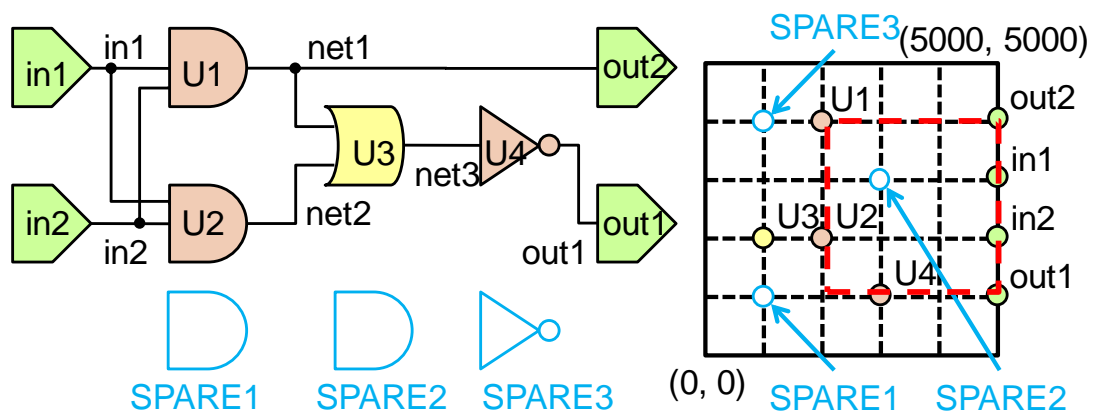 in1
in1
U1
net1
out2
U3
net3
U4
in2
in2
U2
net2
out1
out1
SPARE1
SPARE2
SPARE3
SPARE3
(5000, 5000)
U1
out2
in1
in2
U3
U2
U4
out1
(0, 0)
SPARE1
SPARE2